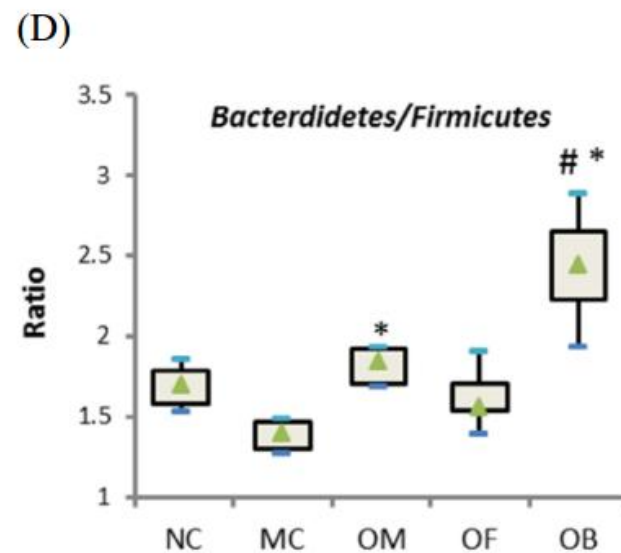 (D)
Bacterdidetes/Firmicutes
3.5
3
2.5
2
1.5
1
Ratio
# *
*
NC MC OM OF OB